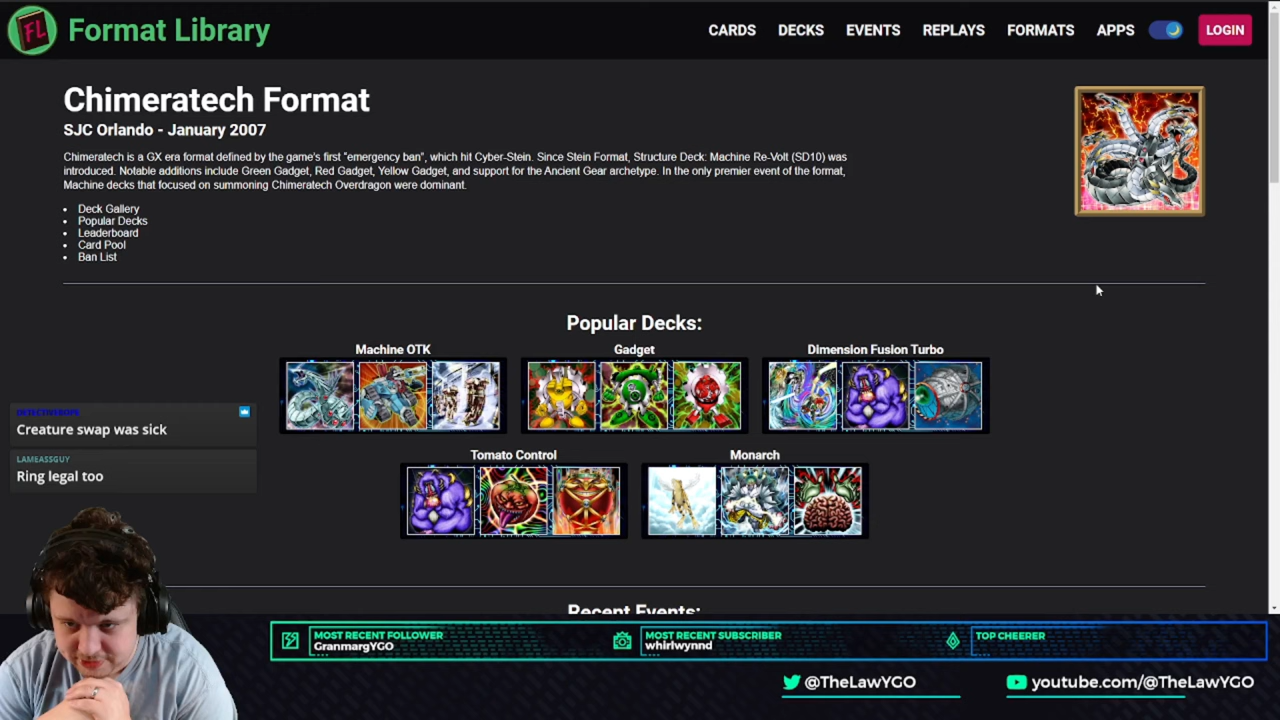 FL
Format Library
CARDS
DECKS
EVENTS
REPLAYS
FORMATS
APPS
LOGIN
Chimeratech Format
SJC Orlando - January 2007
Chimeratech is a GX era format defined by the game's first "emergency ban", which hit Cyber-Stein. Since Stein Format, Structure Deck: Machine Re-Volt (SD10) was
introduced. Notable additions include Green Gadget, Red Gadget, Yellow Gadget, and support for the Ancient Gear archetype. In the only premier event of the format,
Machine decks that focused on summoning Chimeratech Overdragon were dominant.
Deck Gallery
Popular Decks
Leaderboard
Card Pool
Ban List
Popular Decks:
Machine OTK
Gadget
Dimension Fusion Turbo
Tomato Control
Monarch
Creature swap was sick
LAMEASSGUY
Ring legal too
Recent Events:
MOST RECENT FOLLOWER
GranmargYGO
MOST RECENT SUBSCRIBER
whirlwynnd
TOP CHEERER
@TheLawYGO
youtube.com/@TheLawYGO